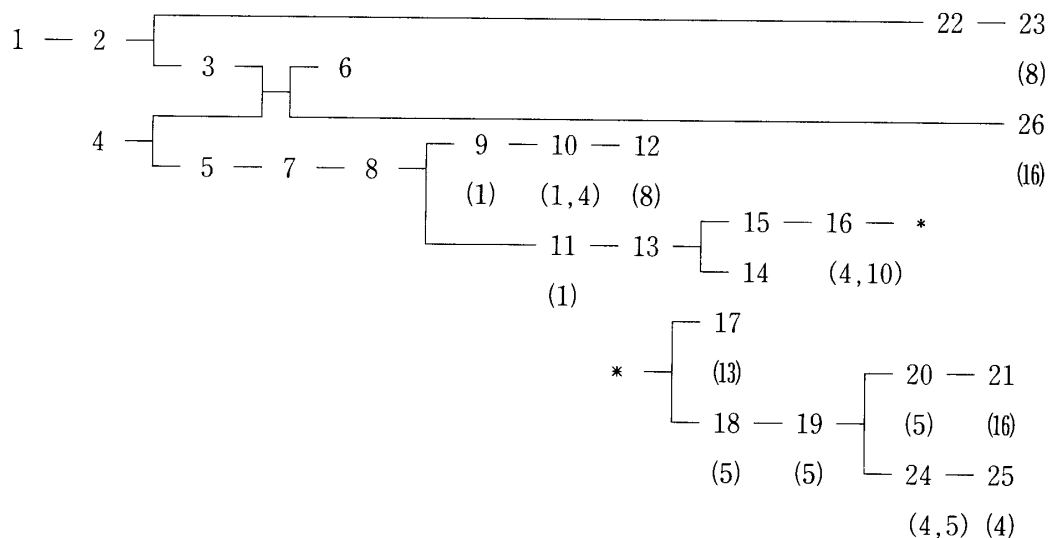 22 — 23
1 — 2
3 6 (8)
4 26
9 — 10 — 12
5 — 7 — 8 (16)
(1) (1,4) (8)
15 — 16 — *
11 — 13
14 (4,10)
(1)
17
* (13) 20 — 21
18 — 19 (5) (16)
(5) (5) 24 — 25
(4,5) (4)